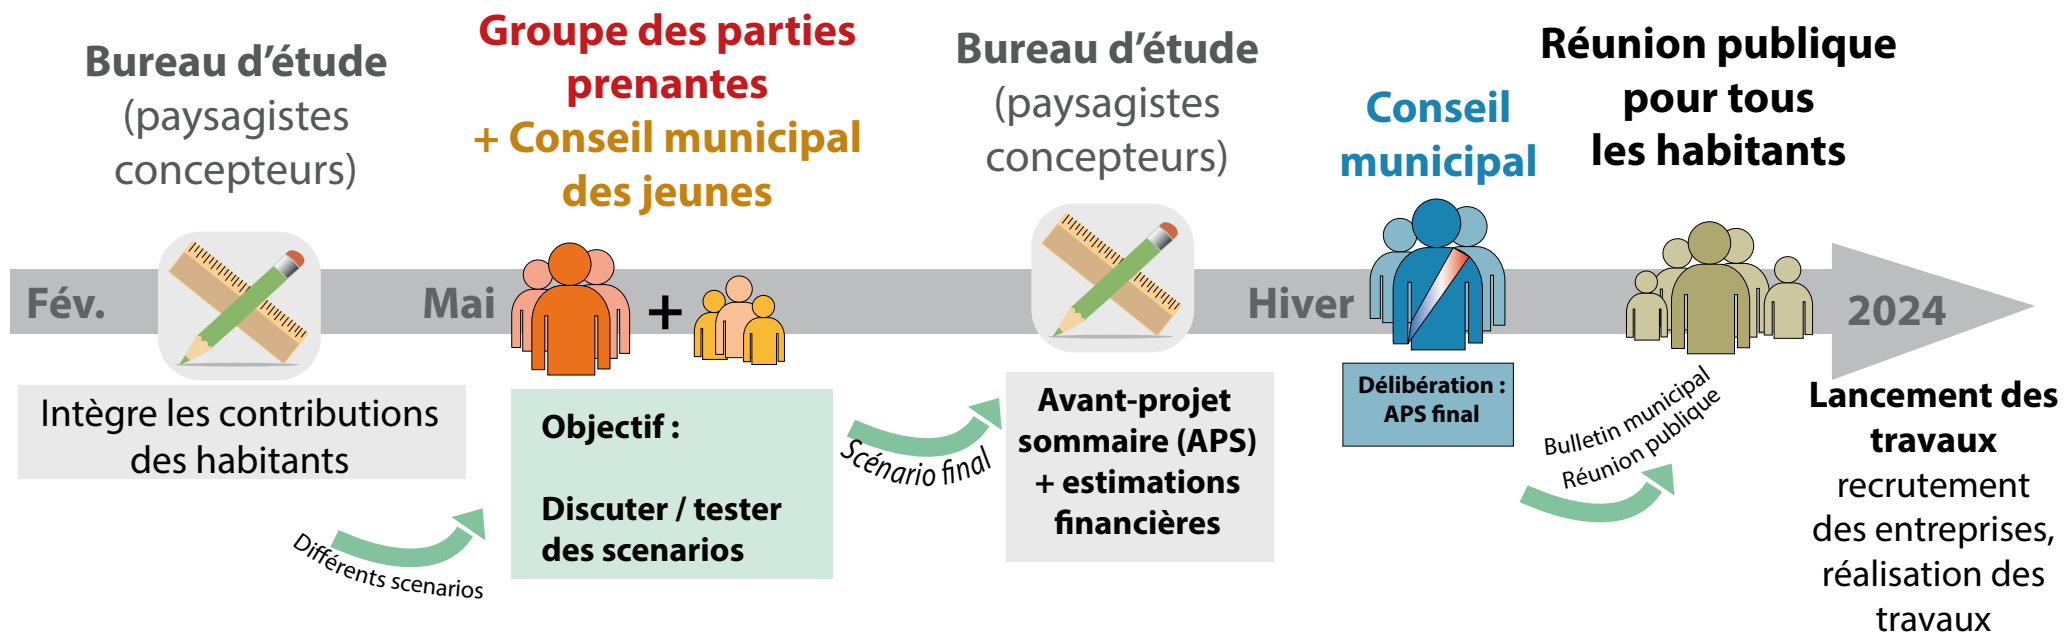 Bureau d’étude
(paysagistes
concepteurs)
Groupe des parties
prenantes
+ Conseil municipal
des jeunes
Bureau d’étude
(paysagistes
concepteurs)
Conseil
municipal
Réunion publique
pour tous
les habitants
Fév.
Mai
+
Hiver
2024
Intègre les contributions
des habitants
Différents scenarios
Objectif :
Discuter / tester
des scenarios
Scénario final
Avant-projet
sommaire (APS)
+ estimations
financières
Délibération :
APS final
Bulletin municipal
Réunion publique
Lancement des
travaux
recrutement
des entreprises,
réalisation des
travaux